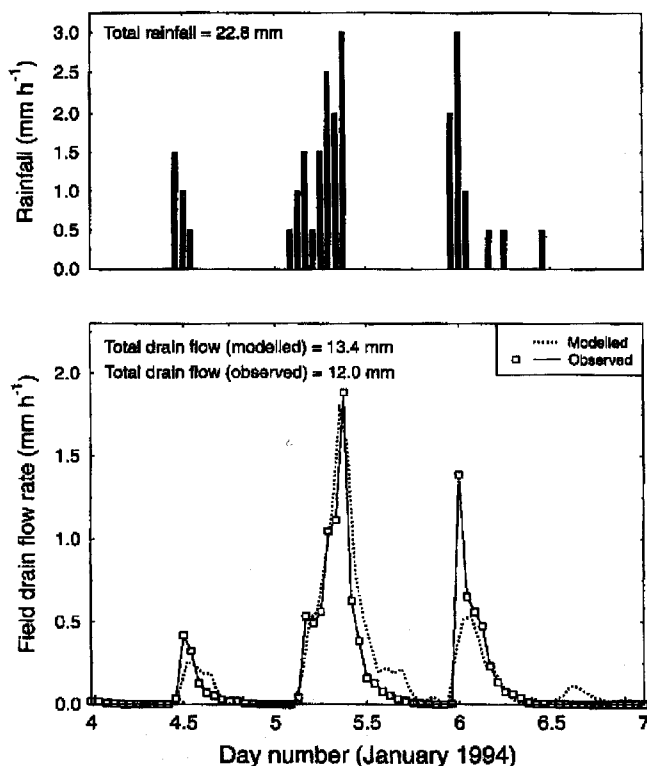 Total rainfall = 22.8 mm
Rainfall (mm h⁻¹)
3.0
2.5
2.0
1.5
1.0
0.5
0.0
Total drain flow (modelled) = 13.4 mm
Total drain flow (observed) = 12.0 mm
Modelled
Observed
Field drain flow rate (mm h⁻¹)
2.0
1.5
1.0
0.5
0.0
4 4.5 5 5.5 6 6.5 7
Day number (January 1994)